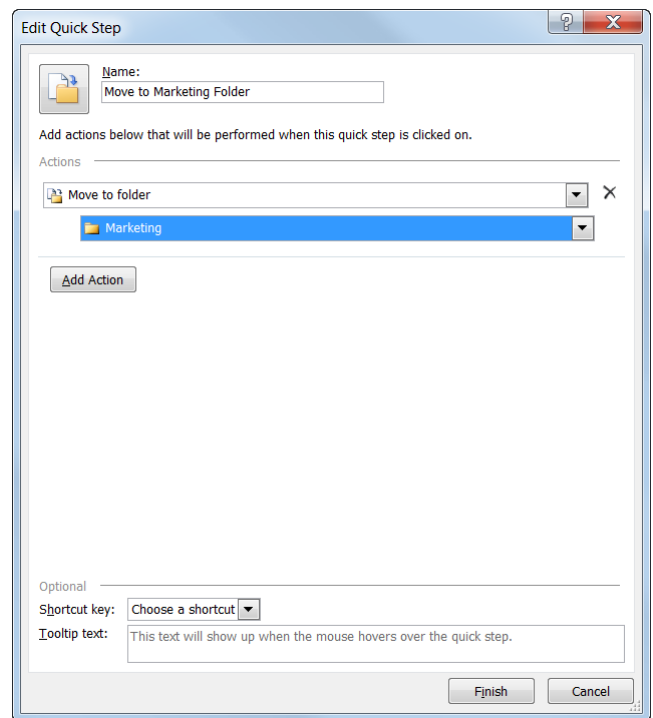 Edit Quick Step
Name:
Move to Marketing Folder
Add actions below that will be performed when this quick step is clicked on.
Actions
Move to folder
Marketing
Add Action
Optional
Shortcut key: Choose a shortcut
Tooltip text: This text will show up when the mouse hovers over the quick step.
Finish Cancel